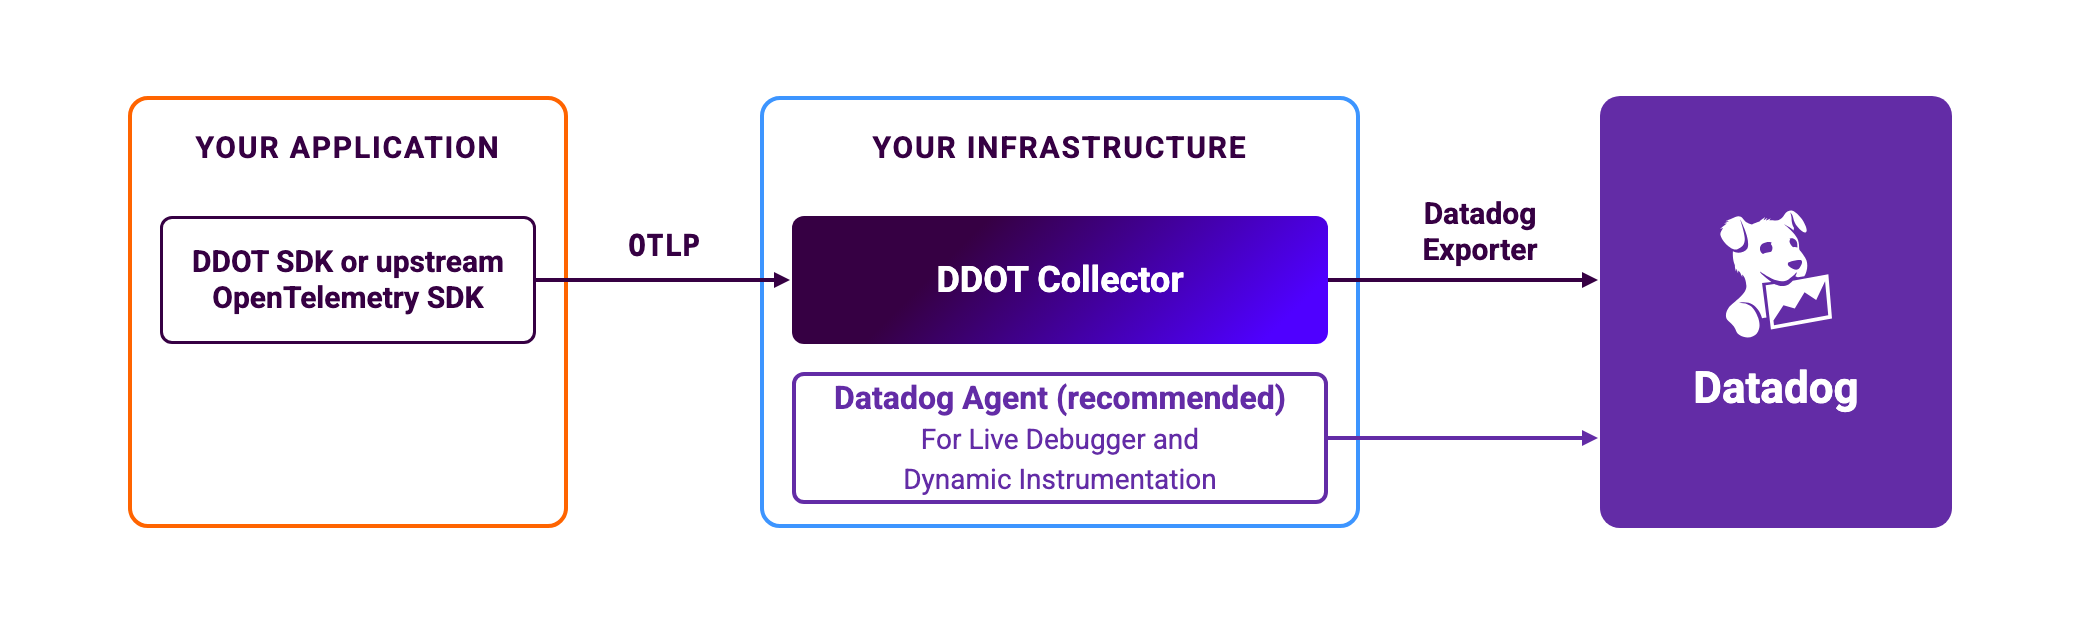 YOUR APPLICATION
DDOT SDK or upstream
OpenTelemetry SDK
OTLP
YOUR INFRASTRUCTURE
DDOT Collector
Datadog Agent (recommended)
For Live Debugger and
Dynamic Instrumentation
Datadog
Exporter
Datadog